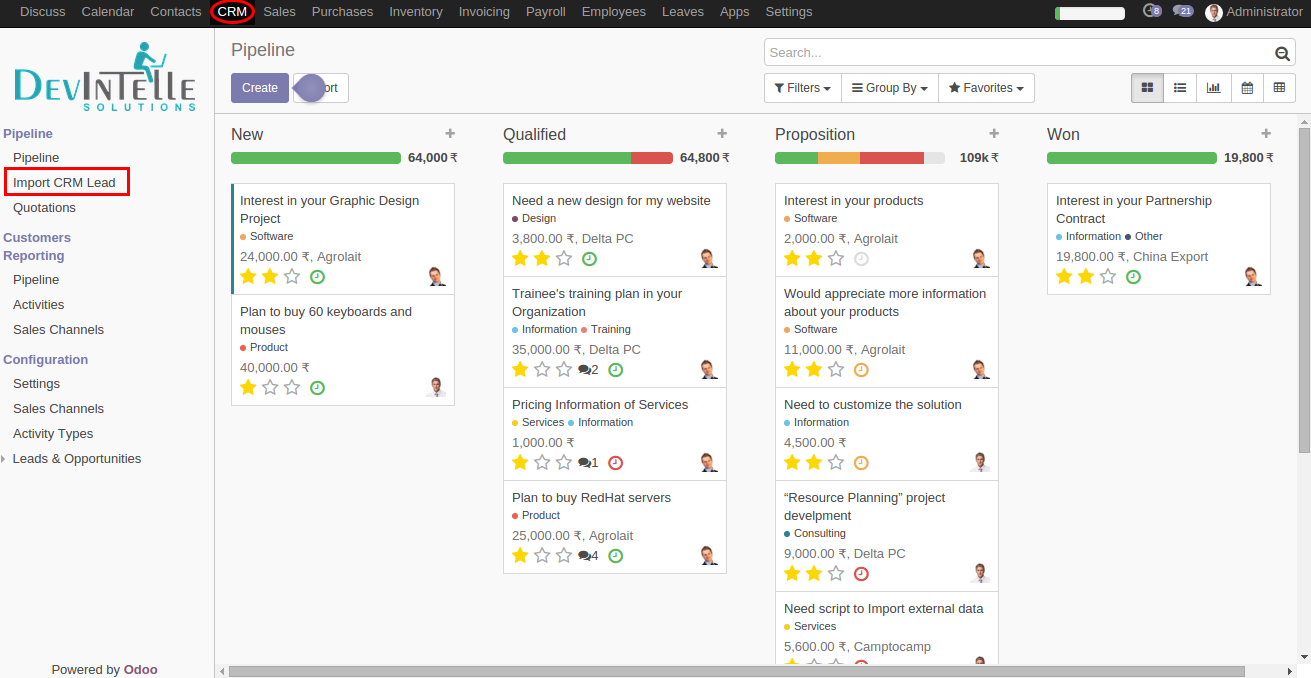 Discuss Calendar Contacts CRM Sales Purchases Inventory Invoicing Payroll Employees Leaves Apps Settings 8 21 Administrator
DEVINTELLE
SOLUTIONS
Pipeline
Pipeline
Import CRM Lead
Quotations
Customers
Reporting
Pipeline
Activities
Sales Channels
Configuration
Settings
Sales Channels
Activity Types
Leads & Opportunities
Powered by Odoo
Pipeline
Search...
Create
Filters Group By Favorites
New
64,000 ₹
Interest in your Graphic Design
Project
Software
24,000.00 ₹, Agrolait
Plan to buy 60 keyboards and
mouses
Product
40,000.00 ₹
Qualified
64,800 ₹
Need a new design for my website
Design
3,800.00 ₹, Delta PC
Trainee's training plan in your
Organization
Information Training
35,000.00 ₹, Delta PC
2
Pricing Information of Services
Services Information
1,000.00 ₹
1
Plan to buy RedHat servers
Product
25,000.00 ₹, Agrolait
4
Proposition
109k ₹
Interest in your products
Software
2,000.00 ₹, Agrolait
Would appreciate more information
about your products
Software
11,000.00 ₹, Agrolait
Need to customize the solution
Information
4,500.00 ₹
“Resource Planning” project
develpment
Consulting
9,000.00 ₹, Delta PC
Need script to Import external data
Services
5,600.00 ₹, Camptocamp
Won
19,800 ₹
Interest in your Partnership
Contract
Information Other
19,800.00 ₹, China Export